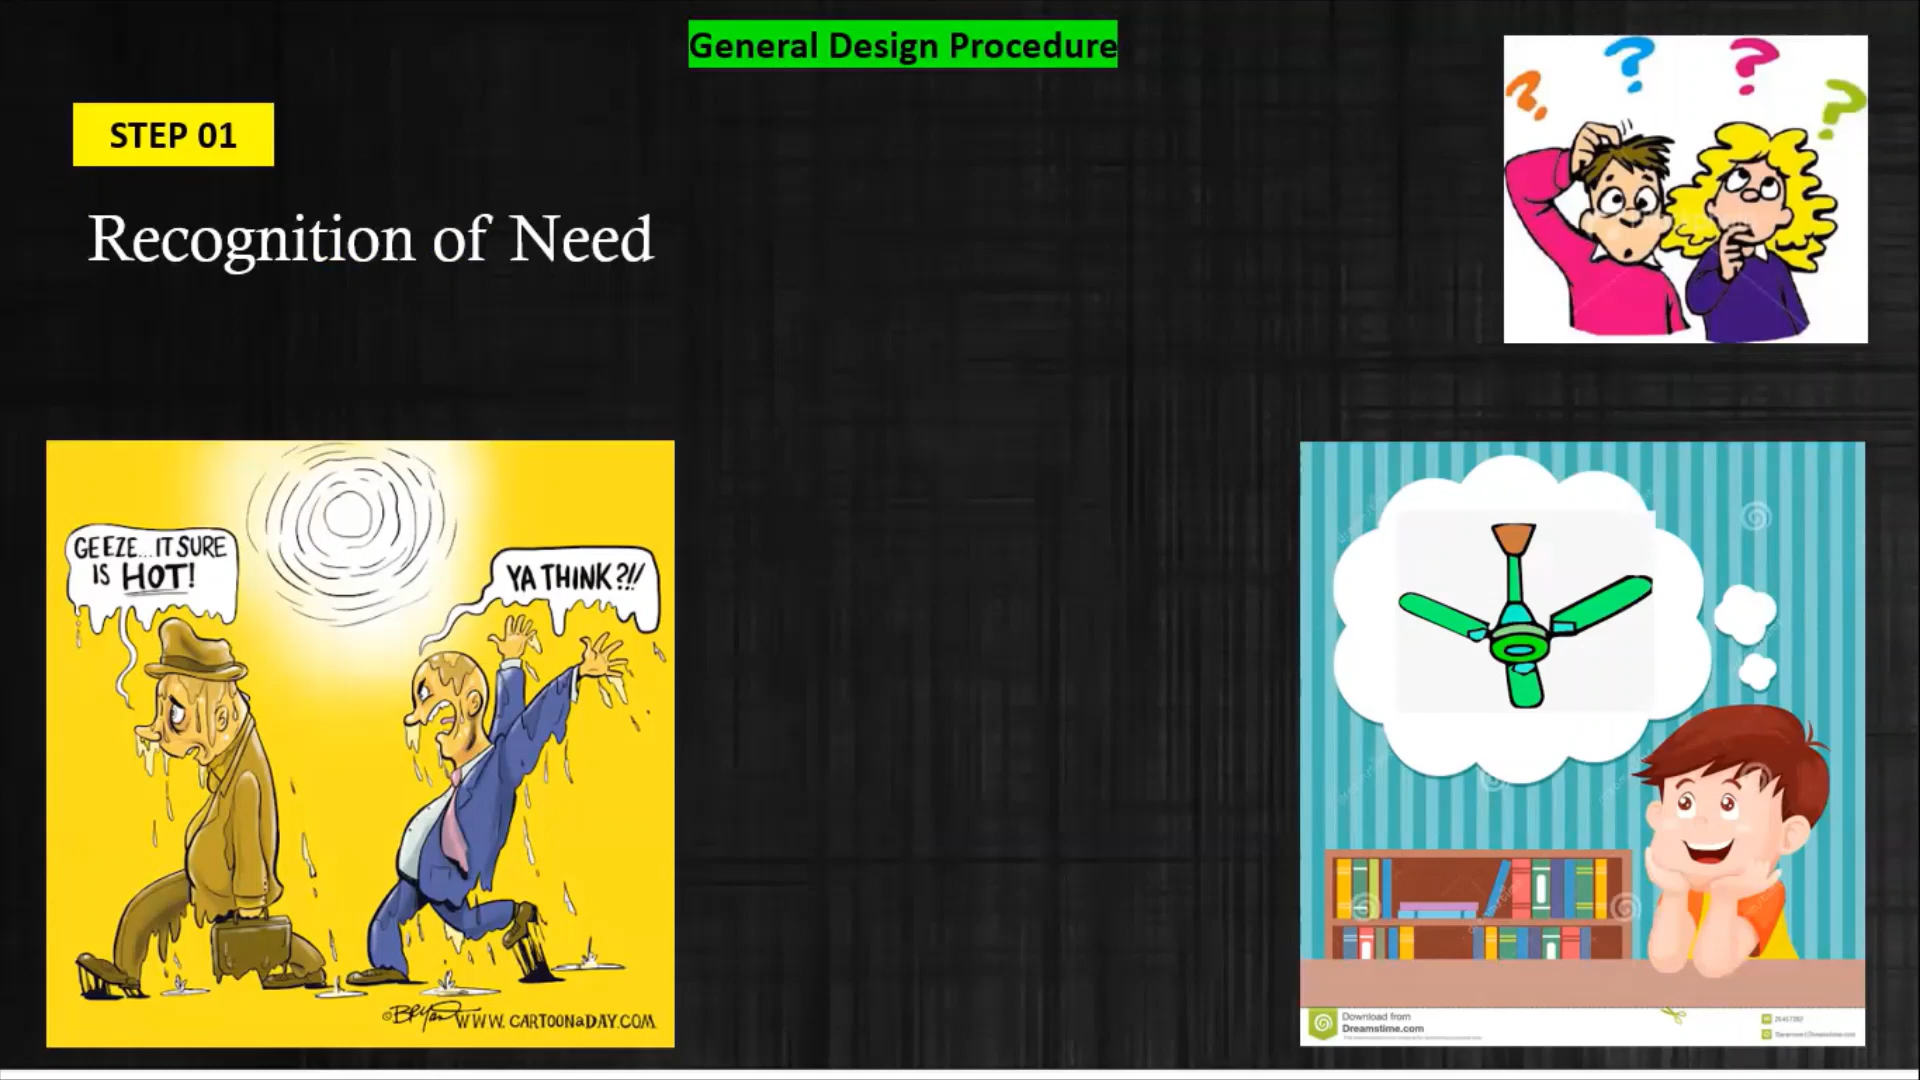 General Design Procedure
STEP 01
Recognition of Need
GEEZE...IT SURE
IS HOT!
YA THINK?!!
WWW. CARTOONaDAY.COM
Download from
Dreamstime.com